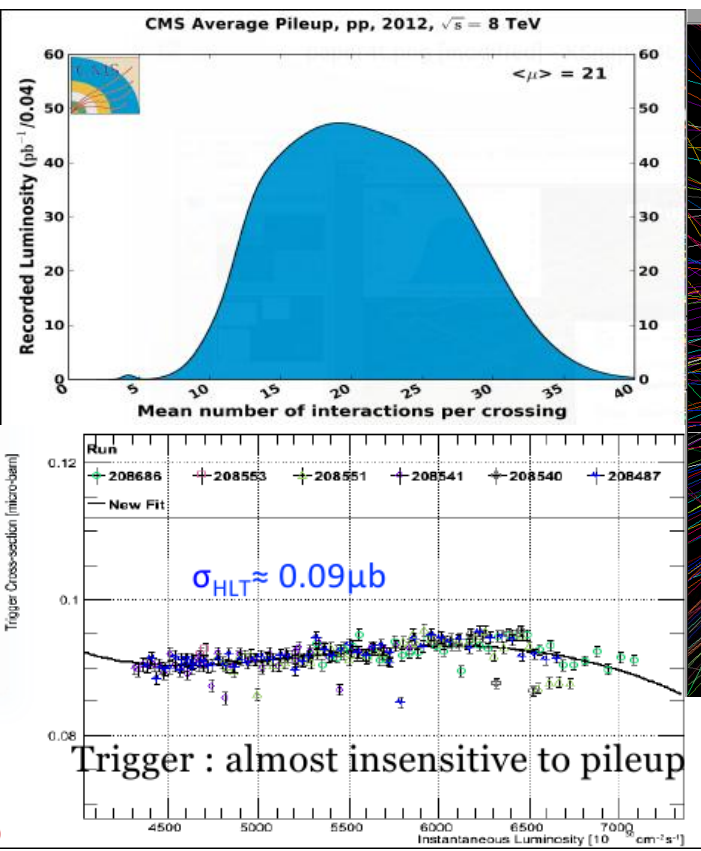 CMS Average Pileup, pp, 2012, √s = 8 TeV
CMS
<μ> = 21
Recorded Luminosity (pb⁻¹/0.04)
60
50
40
30
20
10
0
60
50
40
30
20
10
0
0 5 10 15 20 25 30 35 40
Mean number of interactions per crossing
Trigger Cross-section [micro-barn]
Run
208686 208553 208551 208541 208540 208487
New Fit
0.12
0.1
0.08
σHLT≈ 0.09μb
Trigger : almost insensitive to pileup
4500 5000 5500 6000 6500 7000
Instantaneous Luminosity [10³⁰cm⁻²s⁻¹]